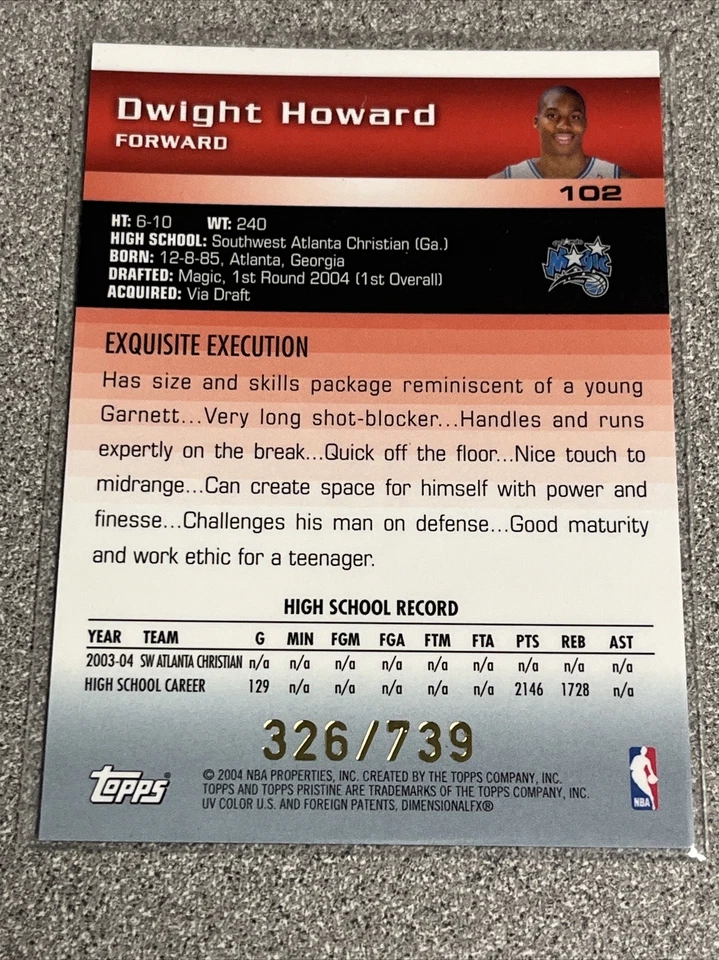 Dwight Howard
FORWARD
102
HT: 6-10 WT: 240
HIGH SCHOOL: Southwest Atlanta Christian (Ga.)
BORN: 12-8-85, Atlanta, Georgia
DRAFTED: Magic, 1st Round 2004 (1st Overall)
ACQUIRED: Via Draft
Magic
EXQUISITE EXECUTION
Has size and skills package reminiscent of a young
Garnett...Very long shot-blocker...Handles and runs
expertly on the break...Quick off the floor...Nice touch to
midrange...Can create space for himself with power and
finesse...Challenges his man on defense...Good maturity
and work ethic for a teenager.
HIGH SCHOOL RECORD
YEAR TEAM G MIN FGM FGA FTM FTA PTS REB AST
2003-04 SW ATLANTA CHRISTIAN n/a n/a n/a n/a n/a n/a n/a n/a n/a
HIGH SCHOOL CAREER 129 n/a n/a n/a n/a n/a 2146 1728 n/a
326/739
Topps®
© 2004 NBA PROPERTIES, INC. CREATED BY THE TOPPS COMPANY, INC.
TOPPS AND TOPPS PRISTINE ARE TRADEMARKS OF THE TOPPS COMPANY, INC.
UV COLOR U.S. AND FOREIGN PATENTS, DIMENSIONALFX®
NBA